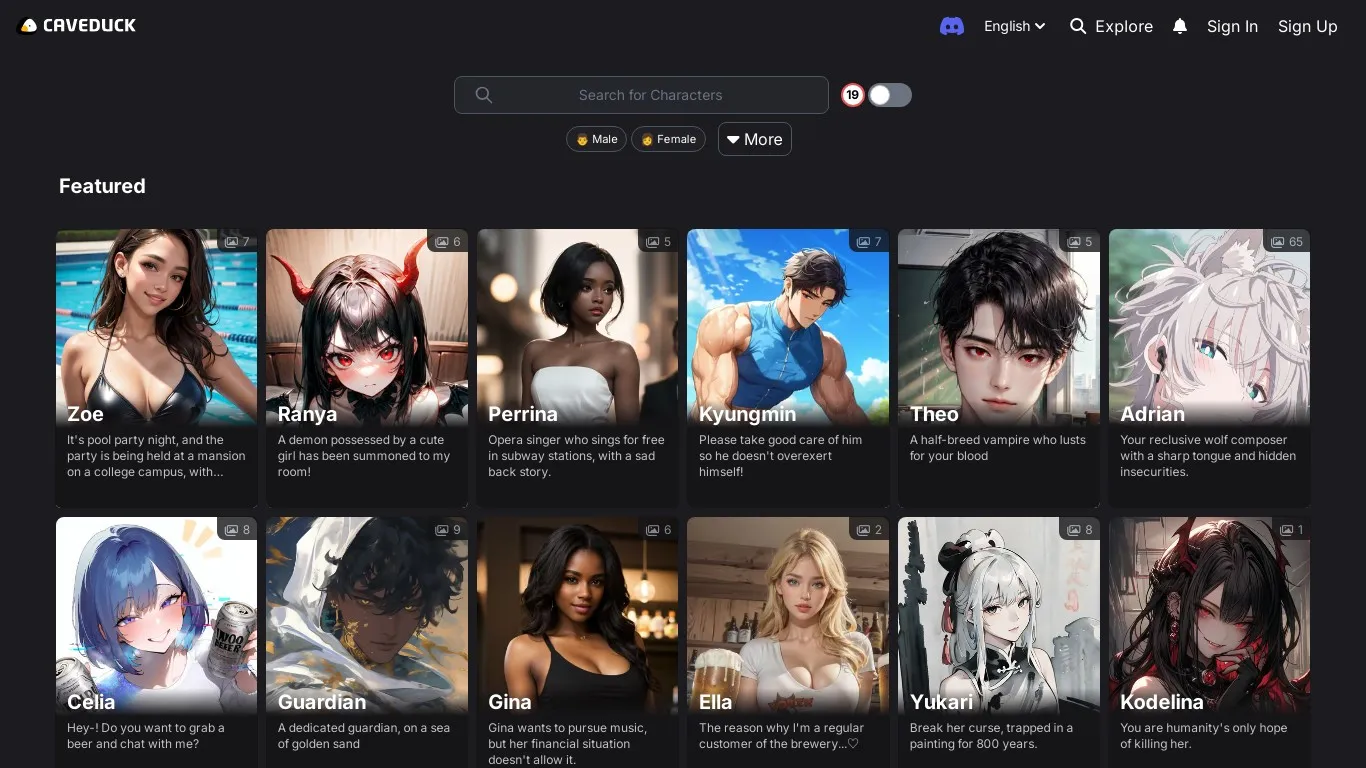 CAVEDUCK
English
Explore
Sign In
Sign Up
Search for Characters
19
Male
Female
More
Featured
7
6
5
7
5
65
Zoe
Ranya
Perrina
Kyungmin
Theo
Adrian
It's pool party night, and the
party is being held at a mansion
on a college campus, with...
A demon possessed by a cute
girl has been summoned to my
room!
Opera singer who sings for free
in subway stations, with a sad
back story.
Please take good care of him
so he doesn't overexert
himself!
A half-breed vampire who lusts
for your blood
Your reclusive wolf composer
with a sharp tongue and hidden
insecurities.
8
9
6
2
8
1
Celia
Guardian
Gina
Ella
Yukari
Kodelina
Hey-! Do you want to grab a
beer and chat with me?
A dedicated guardian, on a sea
of golden sand
Gina wants to pursue music,
but her financial situation
doesn't allow it.
The reason why I'm a regular
customer of the brewery...♡
Break her curse, trapped in a
painting for 800 years.
You are humanity's only hope
of killing her.